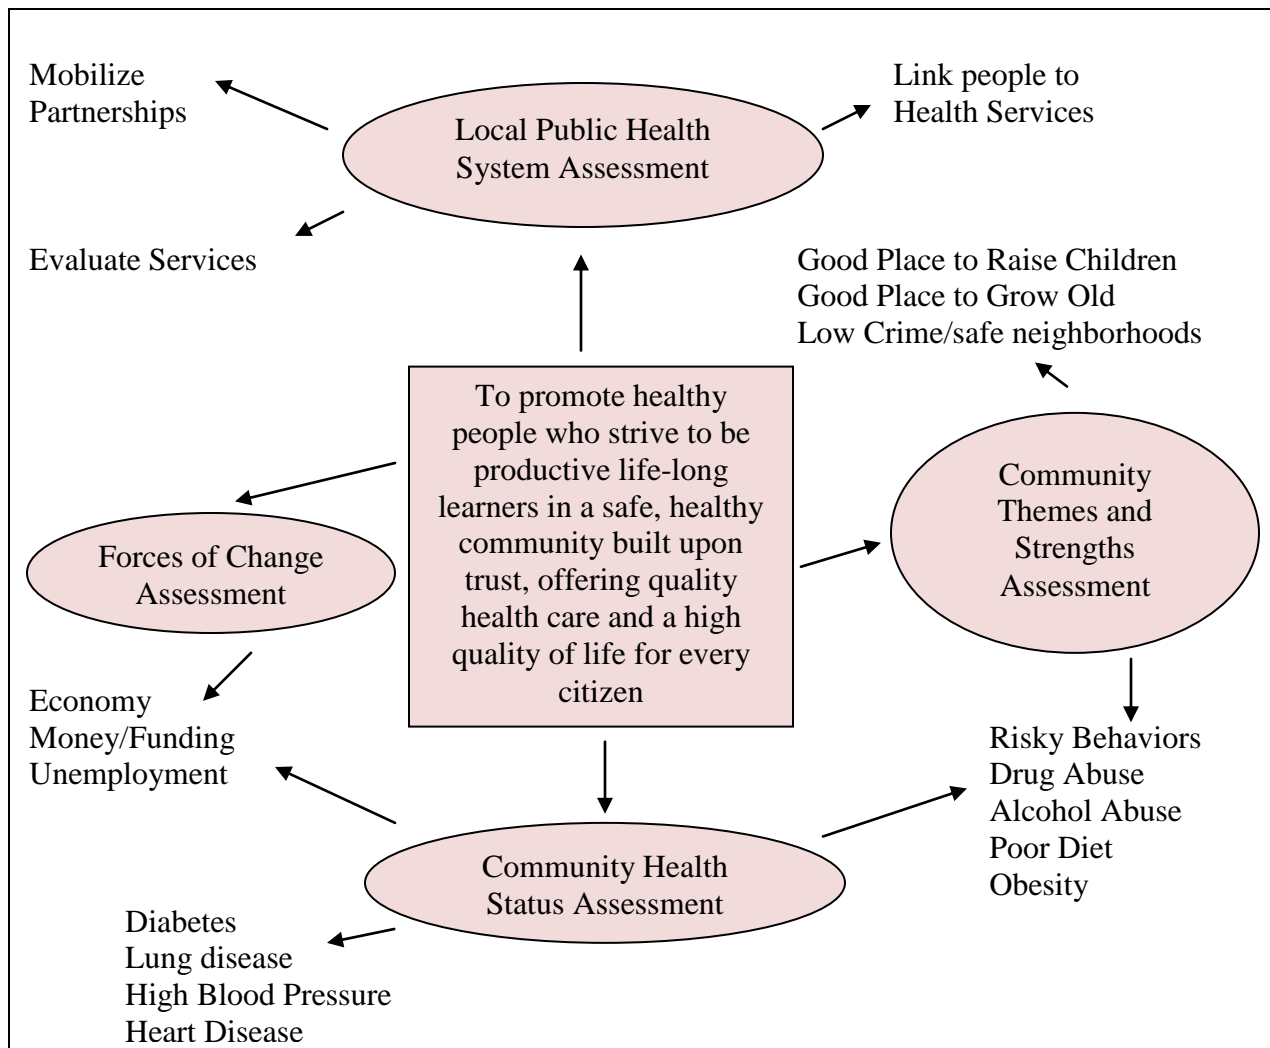 Mobilize
Partnerships
Link people to
Health Services
Local Public Health
System Assessment
Evaluate Services
Good Place to Raise Children
Good Place to Grow Old
Low Crime/safe neighborhoods
To promote healthy
people who strive to be
productive life-long
learners in a safe, healthy
community built upon
trust, offering quality
health care and a high
quality of life for every
citizen
Community
Themes and
Strengths
Assessment
Forces of Change
Assessment
Economy
Money/Funding
Unemployment
Risky Behaviors
Drug Abuse
Alcohol Abuse
Poor Diet
Obesity
Community Health
Status Assessment
Diabetes
Lung disease
High Blood Pressure
Heart Disease